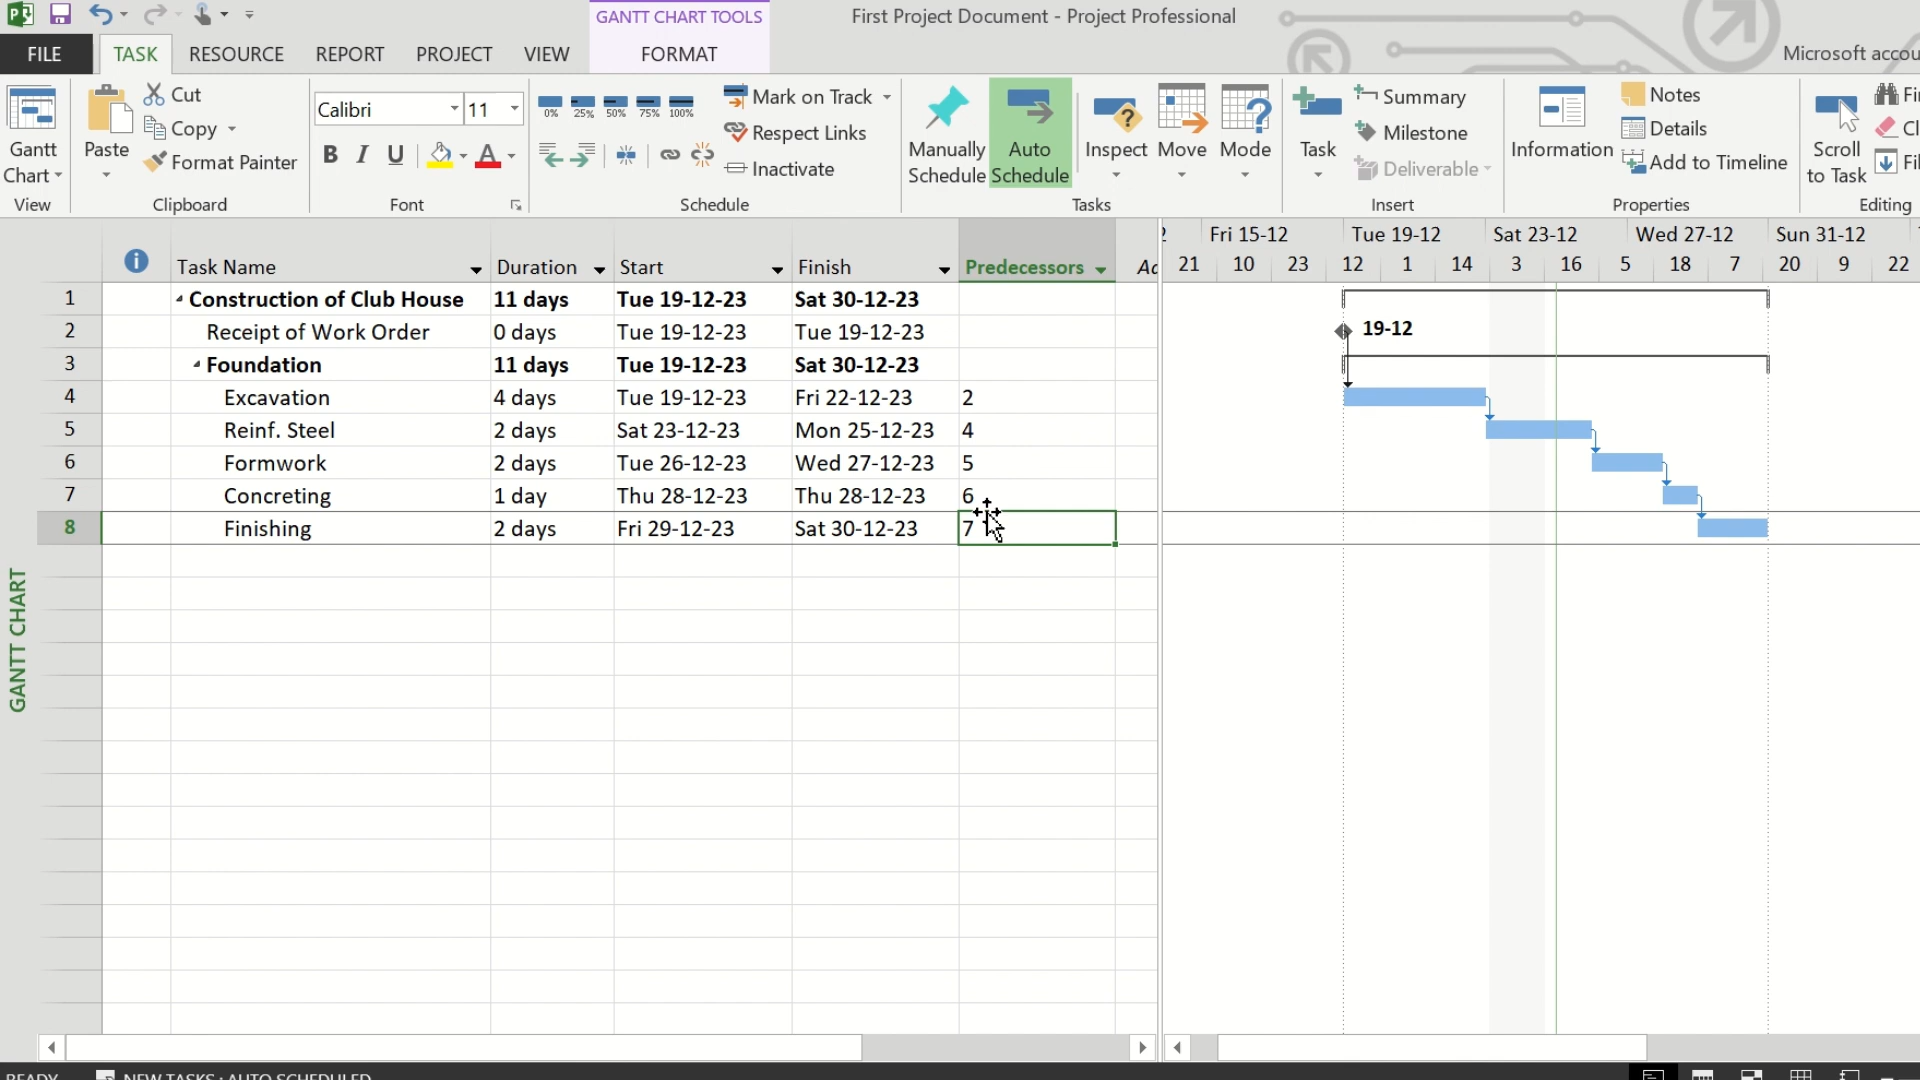 GANTT CHART TOOLS
First Project Document - Project Professional
FILE TASK RESOURCE REPORT PROJECT VIEW FORMAT
Microsoft accou
Gantt Chart
View
Paste
Cut
Copy
Format Painter
Clipboard
Calibri 11
B I U A
Font
0% 25% 50% 75% 100%
Mark on Track
Respect Links
Inactivate
Schedule
Manually Schedule
Auto Schedule
Inspect
Move
Mode
Tasks
Task
Summary
Milestone
Deliverable
Insert
Information
Notes
Details
Add to Timeline
Properties
Scroll to Task
Editing
Task Name Duration Start Finish Predecessors
Fri 15-12 Tue 19-12 Sat 23-12 Wed 27-12 Sun 31-12
21 10 23 12 1 14 3 16 5 18 7 20 9 22
1 Construction of Club House 11 days Tue 19-12-23 Sat 30-12-23
2 Receipt of Work Order 0 days Tue 19-12-23 Tue 19-12-23
19-12
3 Foundation 11 days Tue 19-12-23 Sat 30-12-23
4 Excavation 4 days Tue 19-12-23 Fri 22-12-23 2
5 Reinf. Steel 2 days Sat 23-12-23 Mon 25-12-23 4
6 Formwork 2 days Tue 26-12-23 Wed 27-12-23 5
7 Concreting 1 day Thu 28-12-23 Thu 28-12-23 6
8 Finishing 2 days Fri 29-12-23 Sat 30-12-23 7
GANTT CHART
READY NEW TASKS : AUTO SCHEDULED